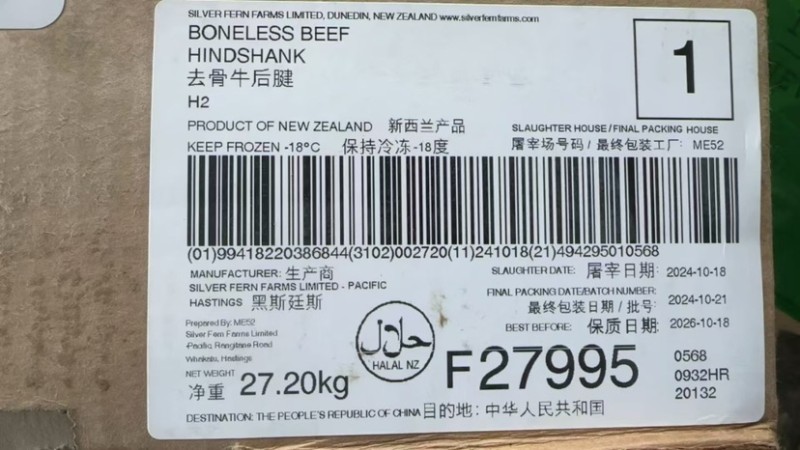 SILVER FERN FARMS LIMITED, DUNEDIN, NEW ZEALAND www.silverfernfarms.com
BONELESS BEEF
HINDSHANK
去骨牛后腱
H2
1
PRODUCT OF NEW ZEALAND 新西兰产品
SLAUGHTER HOUSE/FINAL PACKING HOUSE
KEEP FROZEN -18°C 保持冷冻-18度
屠宰场号码 / 最终包装工厂: ME52
(01)99418220386844(3102)002720(11)241018(21)494295010568
MANUFACTURER: 生产商
SILVER FERN FARMS LIMITED - PACIFIC
HASTINGS 黑斯廷斯
SLAUGHTER DATE: 屠宰日期: 2024-10-18
FINAL PACKING DATE/BATCH NUMBER:
最终包装日期 / 批号: 2024-10-21
BEST BEFORE: 保质日期: 2026-10-18
Prepared By: ME52
Silver Fern Farms Limited
-Pacific, Rangitane Road
Whakatu, Hastings
NET WEIGHT
净重 27.20kg
حلال
HALAL NZ
F27995
0568
0932HR
20132
DESTINATION: THE PEOPLE'S REPUBLIC OF CHINA 目的地: 中华人民共和国